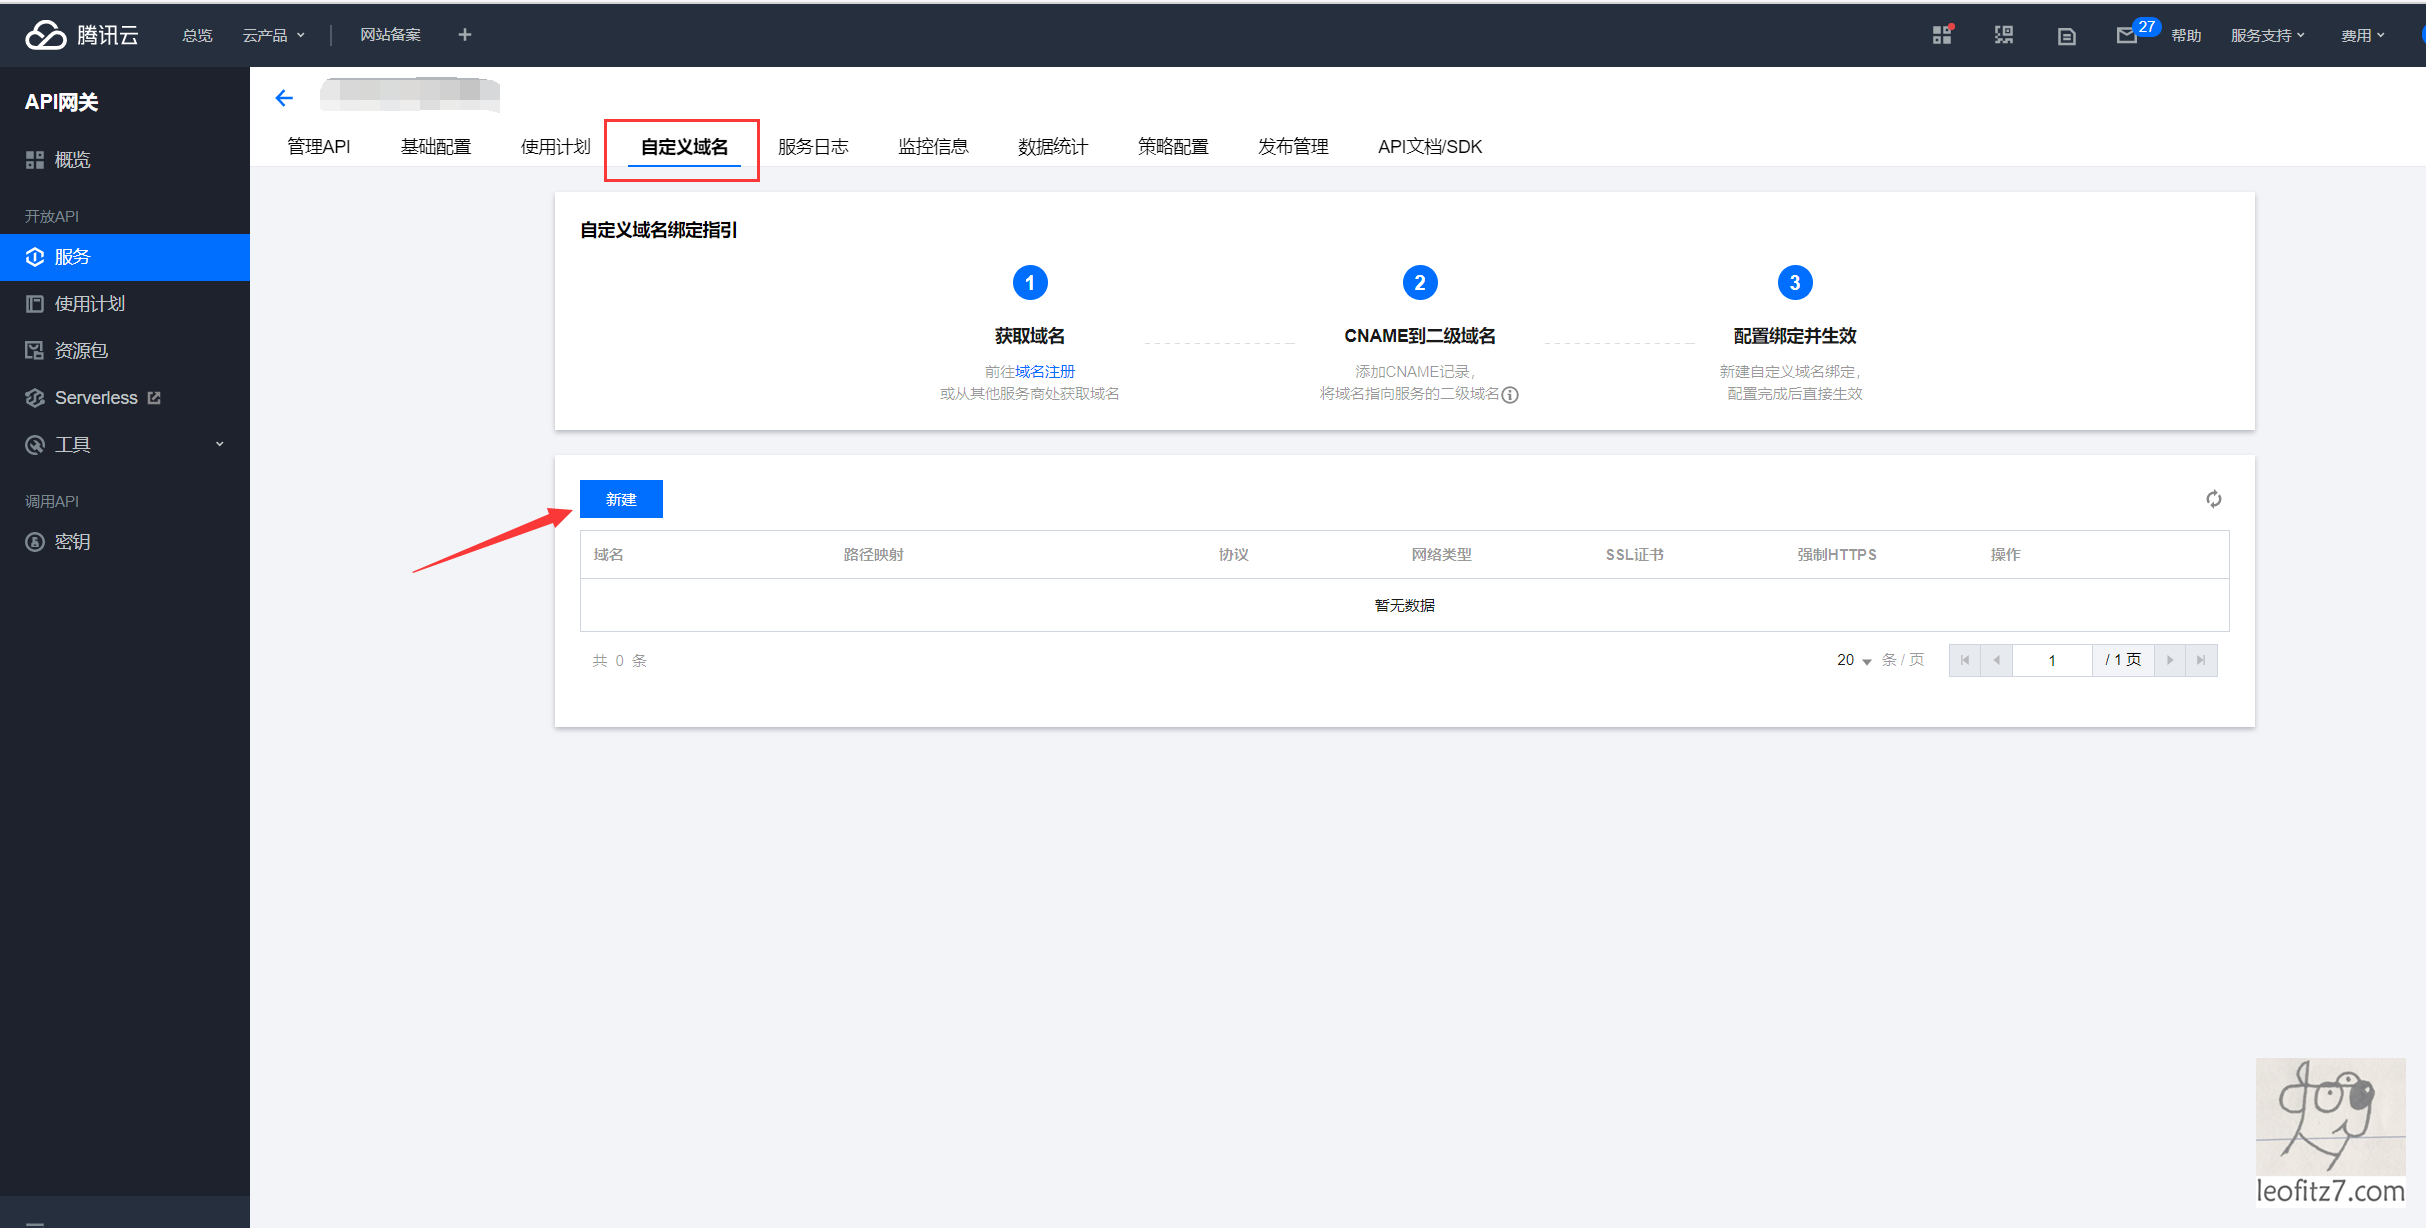 腾讯云 总览 云产品 网站备案 + 27 帮助 服务支持 费用
API网关
概览
开放API
服务
使用计划
资源包
Serverless
工具
调用API
密钥
管理API 基础配置 使用计划 自定义域名 服务日志 监控信息 数据统计 策略配置 发布管理 API文档/SDK
自定义域名绑定指引
1 2 3
获取域名 CNAME到二级域名 配置绑定并生效
前往域名注册 添加CNAME记录, 新建自定义域名绑定,
或从其他服务商处获取域名 将域名指向服务的二级域名 配置完成后直接生效
新建
域名 路径映射 协议 网络类型 SSL证书 强制HTTPS 操作
暂无数据
共 0 条 20 条 / 页 1 / 1 页
dog
leofitz7.com